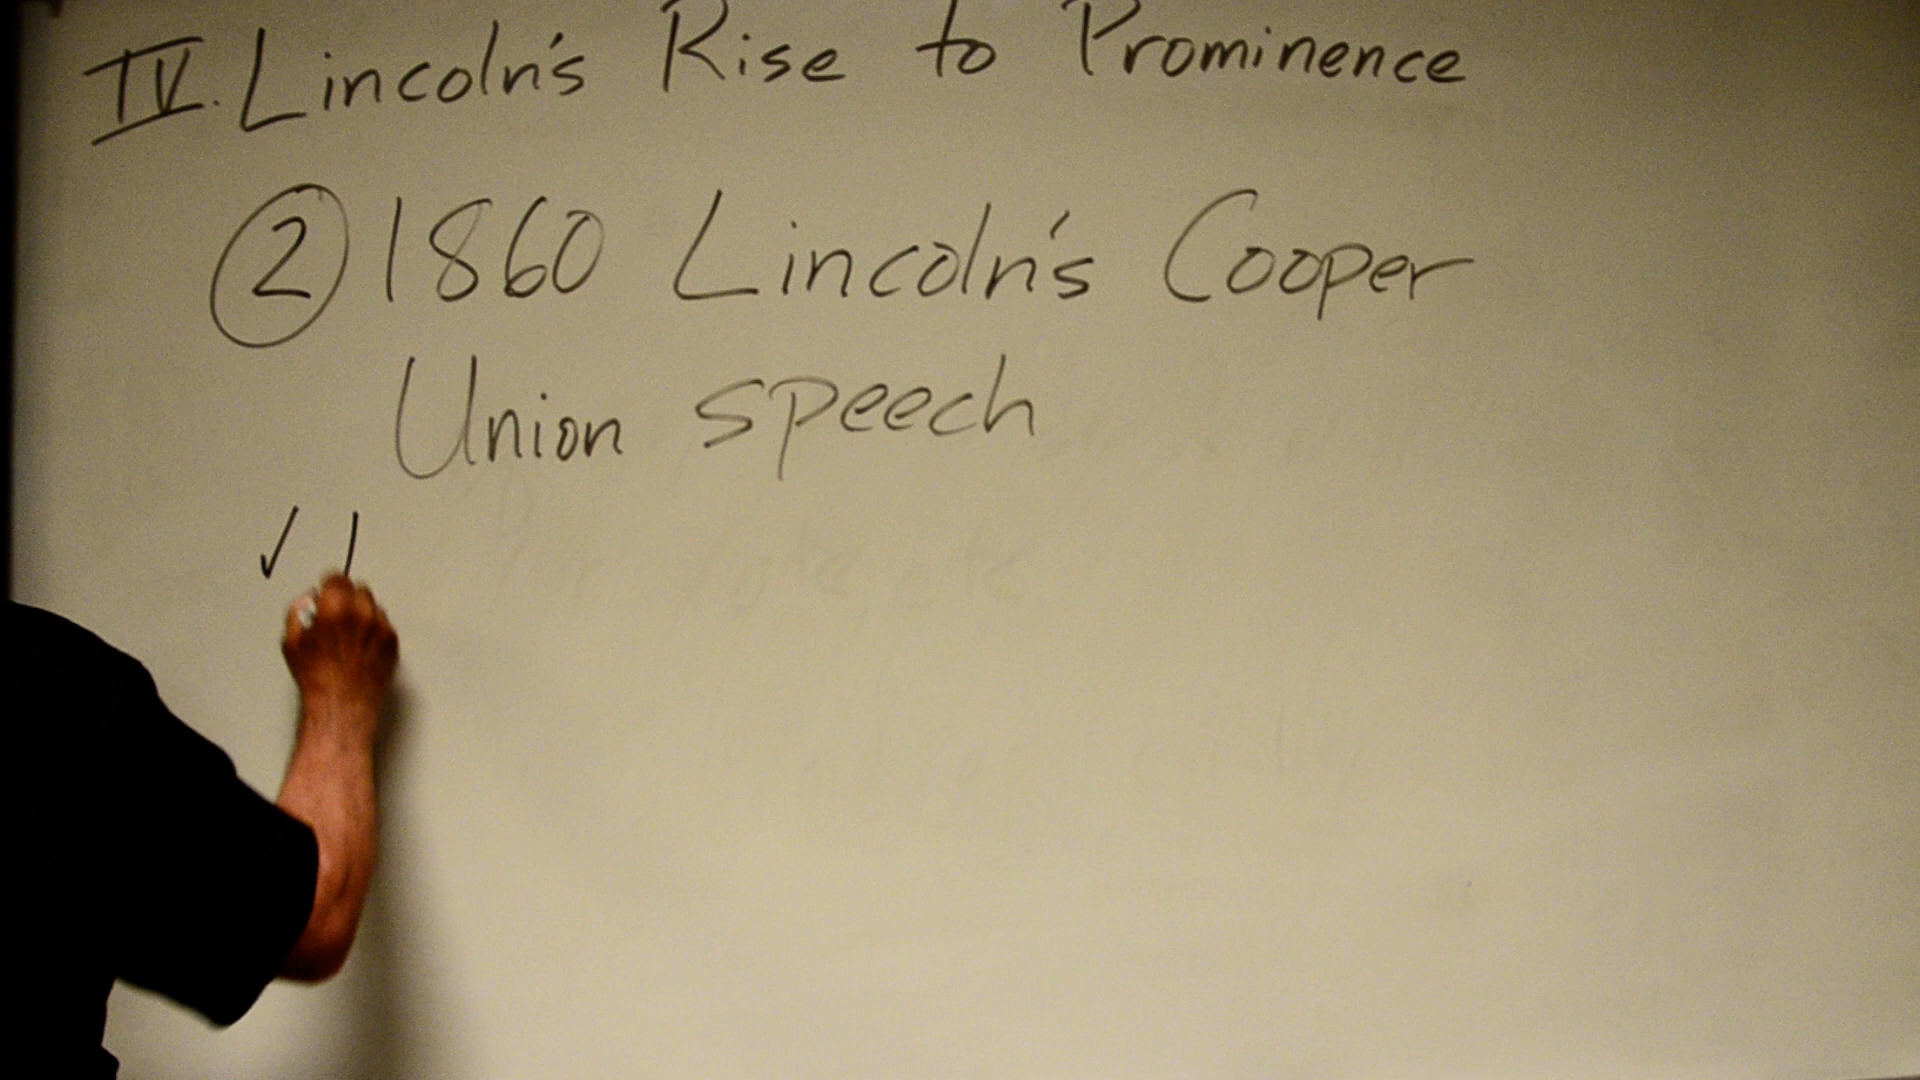 IV. Lincoln's Rise to Prominence
② 1860 Lincoln's Cooper
Union speech
✓